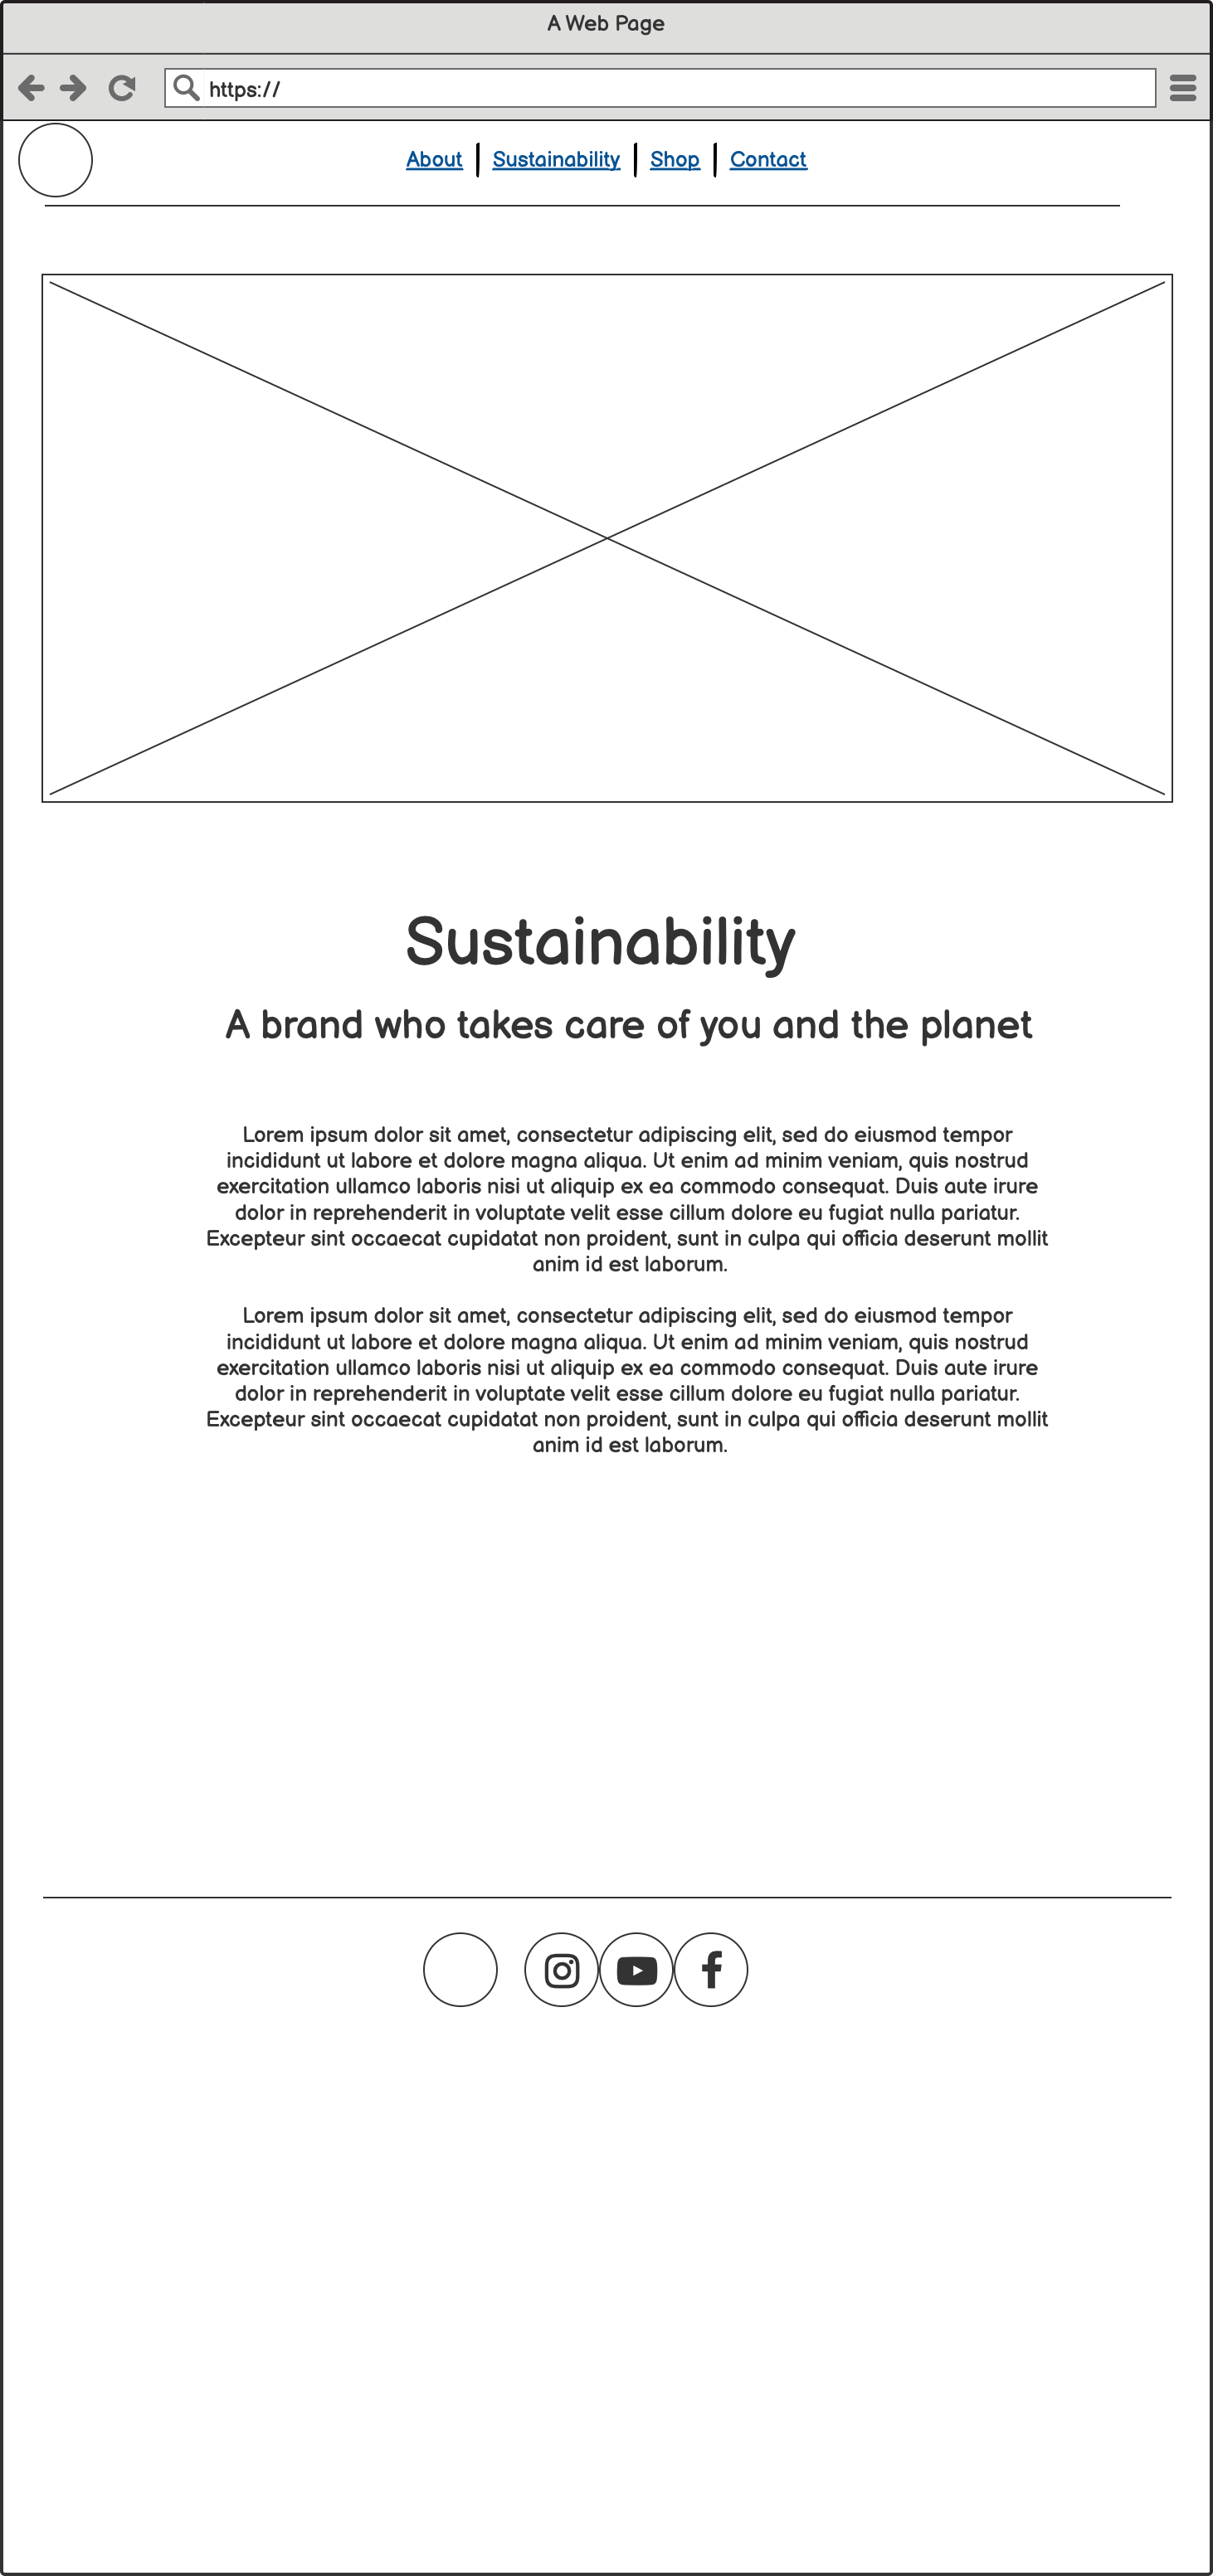 A Web Page
https://
About | Sustainability | Shop | Contact
Sustainability
A brand who takes care of you and the planet
Lorem ipsum dolor sit amet, consectetur adipiscing elit, sed do eiusmod tempor
incididunt ut labore et dolore magna aliqua. Ut enim ad minim veniam, quis nostrud
exercitation ullamco laboris nisi ut aliquip ex ea commodo consequat. Duis aute irure
dolor in reprehenderit in voluptate velit esse cillum dolore eu fugiat nulla pariatur.
Excepteur sint occaecat cupidatat non proident, sunt in culpa qui officia deserunt mollit
anim id est laborum.
Lorem ipsum dolor sit amet, consectetur adipiscing elit, sed do eiusmod tempor
incididunt ut labore et dolore magna aliqua. Ut enim ad minim veniam, quis nostrud
exercitation ullamco laboris nisi ut aliquip ex ea commodo consequat. Duis aute irure
dolor in reprehenderit in voluptate velit esse cillum dolore eu fugiat nulla pariatur.
Excepteur sint occaecat cupidatat non proident, sunt in culpa qui officia deserunt mollit
anim id est laborum.